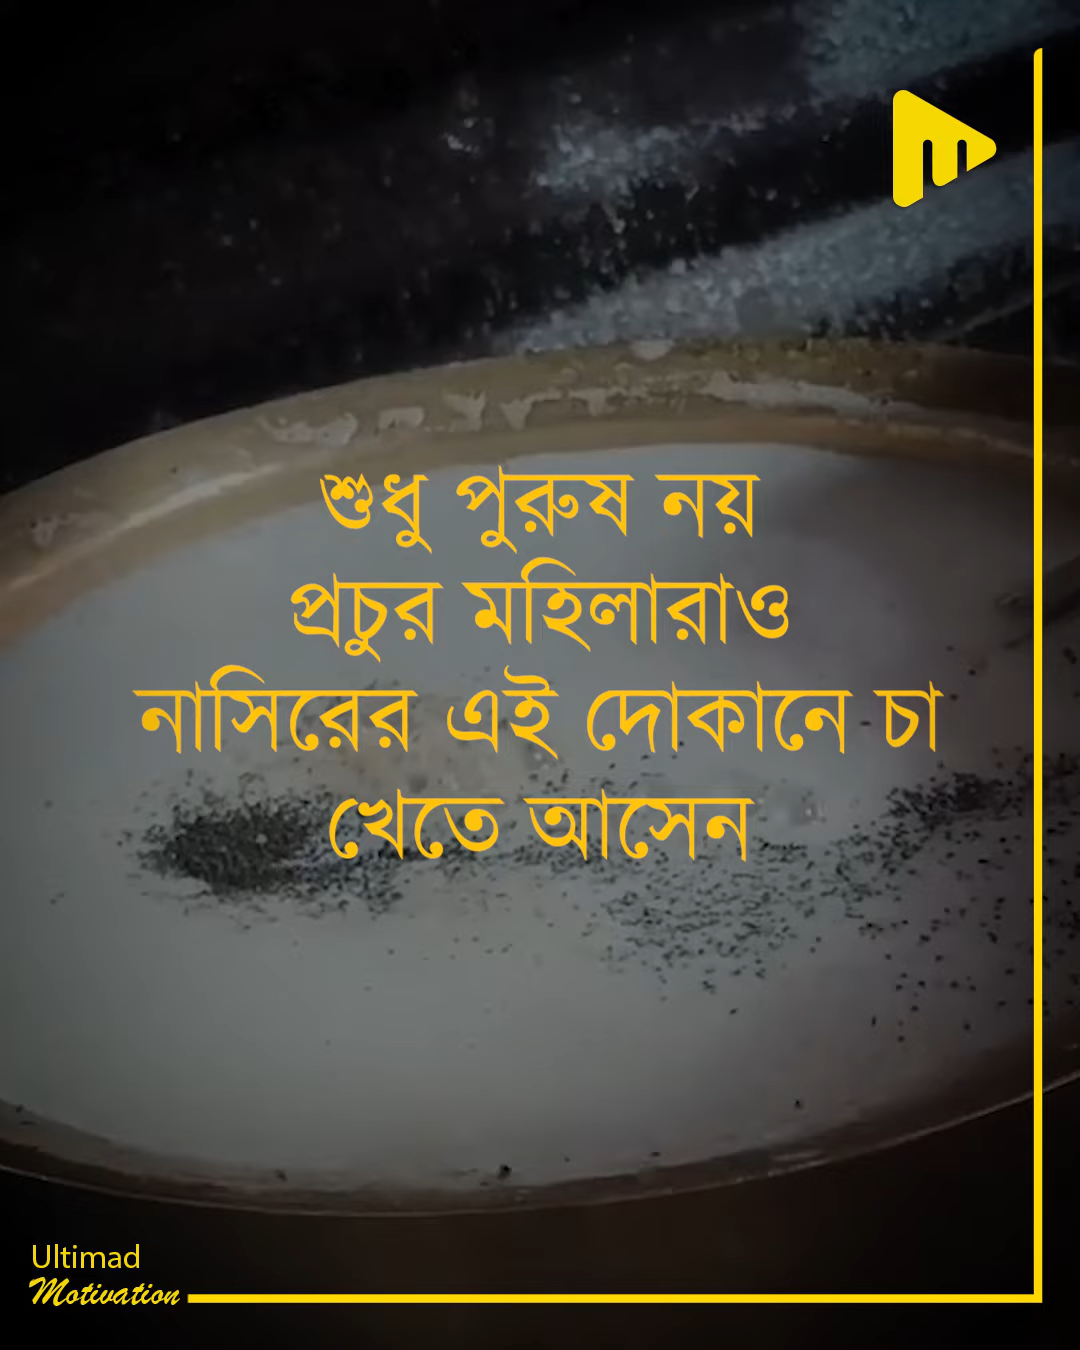 শুধু পুরুষ নয়
প্রচুর মহিলারাও
নাসিরের এই দোকানে চা
খেতে আসেন
Ultimad
Motivation